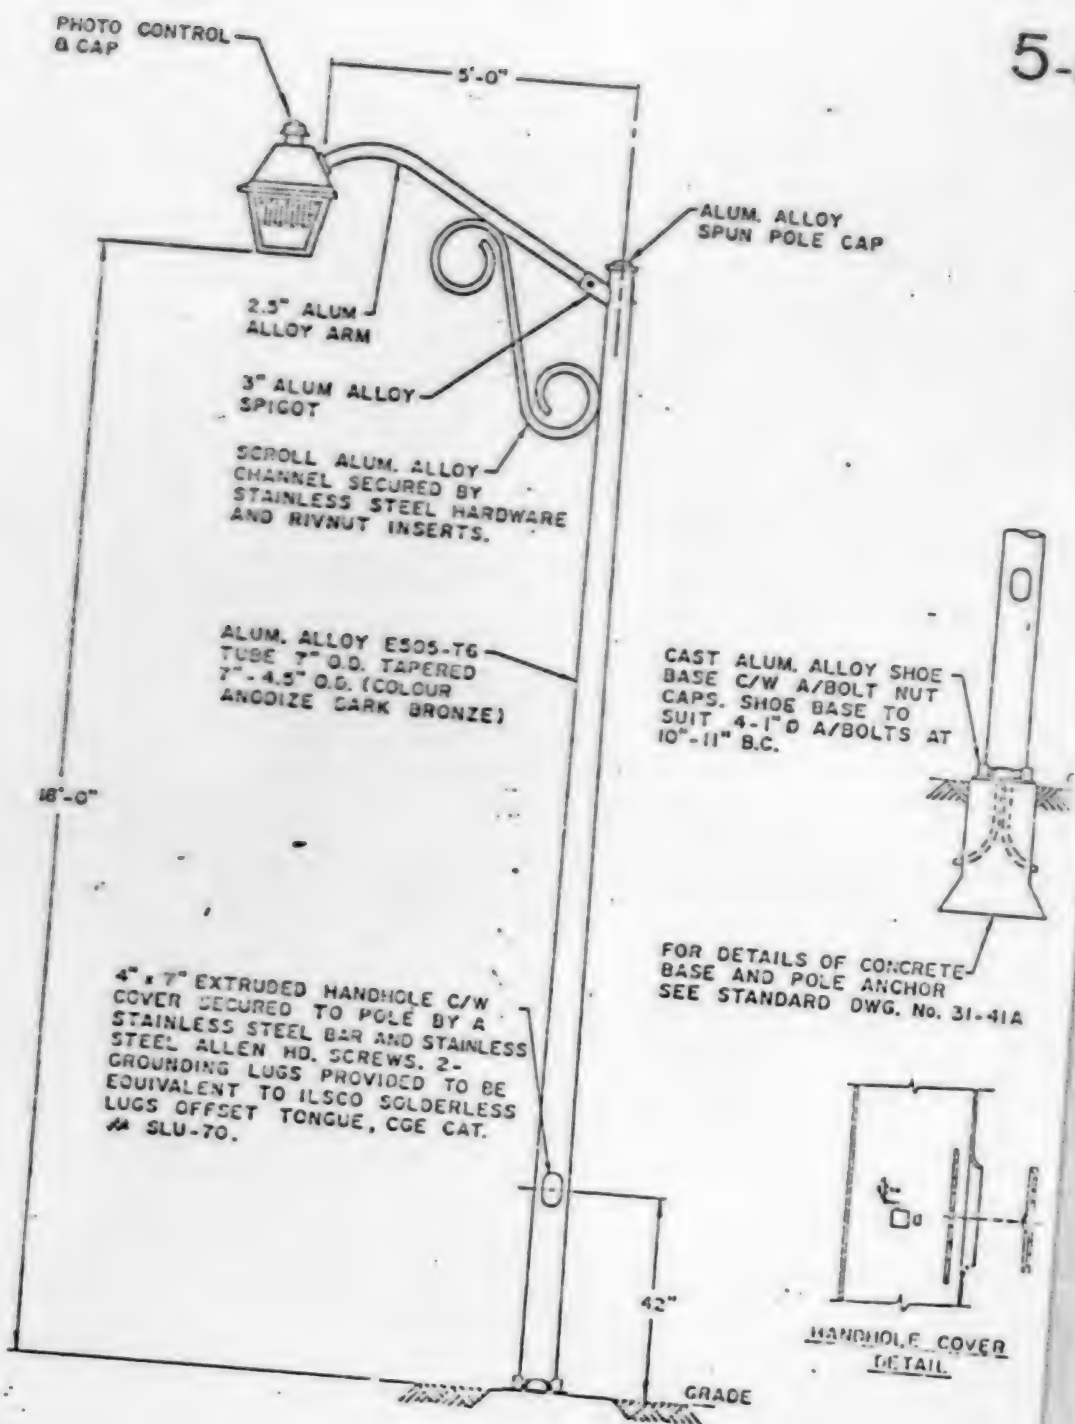 5-
PHOTO CONTROL
& CAP
5'-0"
ALUM. ALLOY
SPUN POLE CAP
2.5" ALUM
ALLOY ARM
3" ALUM ALLOY
SPIGOT
SCROLL ALUM. ALLOY
CHANNEL SECURED BY
STAINLESS STEEL HARDWARE
AND RIVNUT INSERTS.
ALUM. ALLOY
TUBE 7" O.D. TAPERED
7" - 4.5" O.D. (COLOUR
ANODIZE DARK BRONZE)
CAST ALUM. ALLOY SHOE
BASE C/W A/BOLT NUT
CAPS. SHOE BASE TO
SUIT 4-1" D A/BOLTS AT
10"-11" B.C.
FOR DETAILS OF CONCRETE
BASE AND POLE ANCHOR
SEE STANDARD DWG. No. 31-41A
4" x 7" EXTRUDED HANDHOLE C/W
COVER SECURED TO POLE BY A
STAINLESS STEEL BAR AND STAINLESS
STEEL ALLEN HD. SCREWS. 2-
GROUNDING LUGS PROVIDED TO BE
EQUIVALENT TO ILSCO SOLDERLESS
LUGS OFFSET TONGUE, CGE CAT.
# SLU-70.
42"
GRADE
HANDHOLE COVER
DETAIL